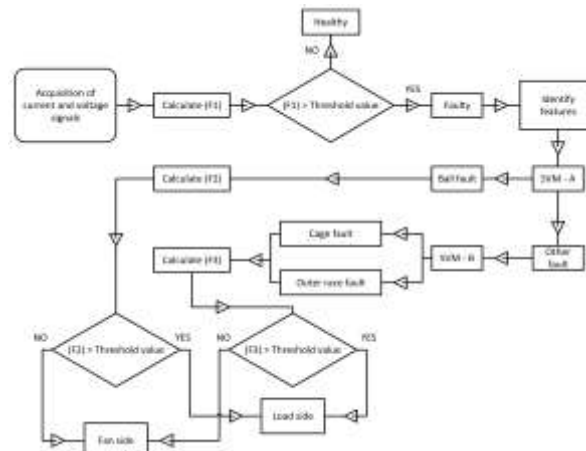 Healthy
NO
Acquisition of
current and voltage
signals
Calculate (F1)
(F1) > Threshold value
YES
Faulty
Identify
features
Calculate (F2)
Ball fault
SVM - A
Cage fault
Calculate (F3)
SVM - B
Other
fault
Outer race fault
NO
(F2) > Threshold value
YES
NO
(F3) > Threshold value
YES
Load side
Fan side